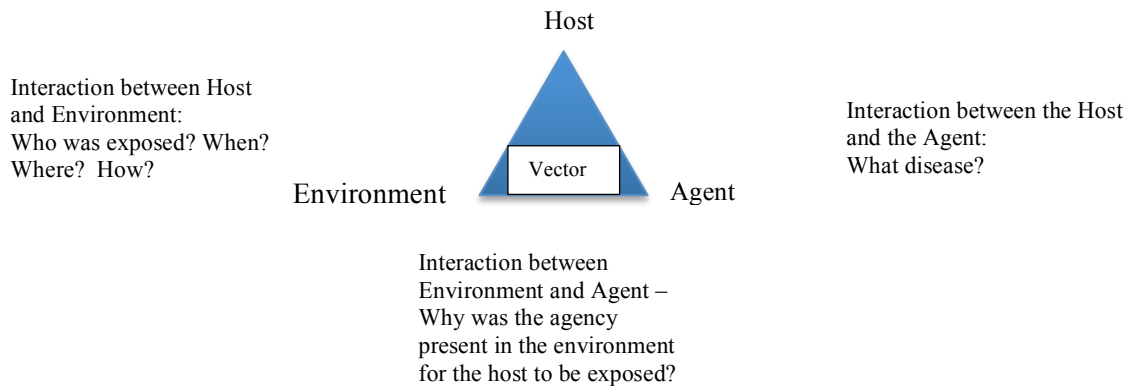 Host
Interaction between Host
and Environment:
Who was exposed? When?
Where?  How?
Interaction between the Host
and the Agent:
What disease?
Vector
Environment
Agent
Interaction between
Environment and Agent –
Why was the agency
present in the environment
for the host to be exposed?